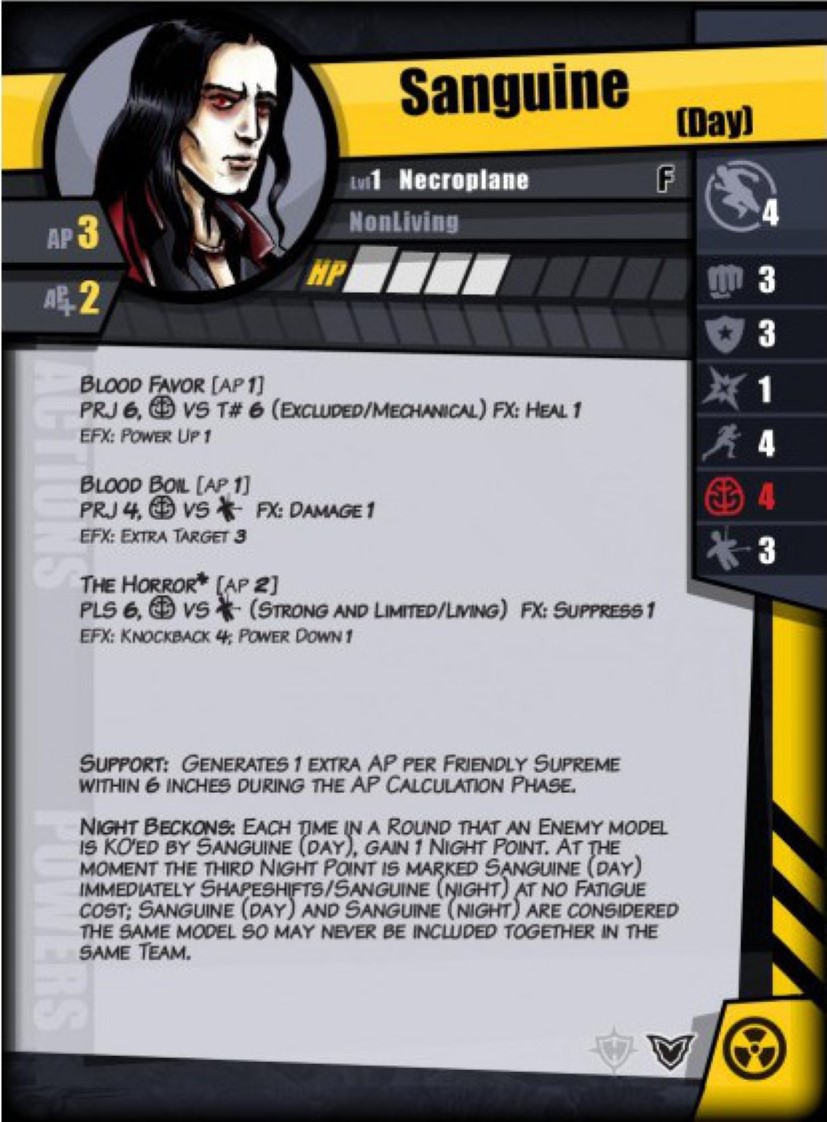 Sanguine
(Day)
Lvl1 Necroplane F
NonLiving
AP 3
AP+ 2
HP
4
3
3
1
4
4
3
ACTIONS
BLOOD FAVOR [AP 1]
PRJ 6, VS T# 6 (EXCLUDED/MECHANICAL) FX: HEAL 1
EFX: POWER UP 1
BLOOD BOIL [AP 1]
PRJ 4, VS FX: DAMAGE 1
EFX: EXTRA TARGET 3
THE HORROR* [AP 2]
PLS 6, VS (STRONG AND LIMITED/LIVING) FX: SUPPRESS 1
EFX: KNOCKBACK 4; POWER DOWN 1
POWERS
SUPPORT: GENERATES 1 EXTRA AP PER FRIENDLY SUPREME
WITHIN 6 INCHES DURING THE AP CALCULATION PHASE.
NIGHT BECKONS: EACH TIME IN A ROUND THAT AN ENEMY MODEL
IS KO'ED BY SANGUINE (DAY), GAIN 1 NIGHT POINT. AT THE
MOMENT THE THIRD NIGHT POINT IS MARKED SANGUINE (DAY)
IMMEDIATELY SHAPESHIFTS/SANGUINE (NIGHT) AT NO FATIGUE
COST; SANGUINE (DAY) AND SANGUINE (NIGHT) ARE CONSIDERED
THE SAME MODEL SO MAY NEVER BE INCLUDED TOGETHER IN THE
SAME TEAM.